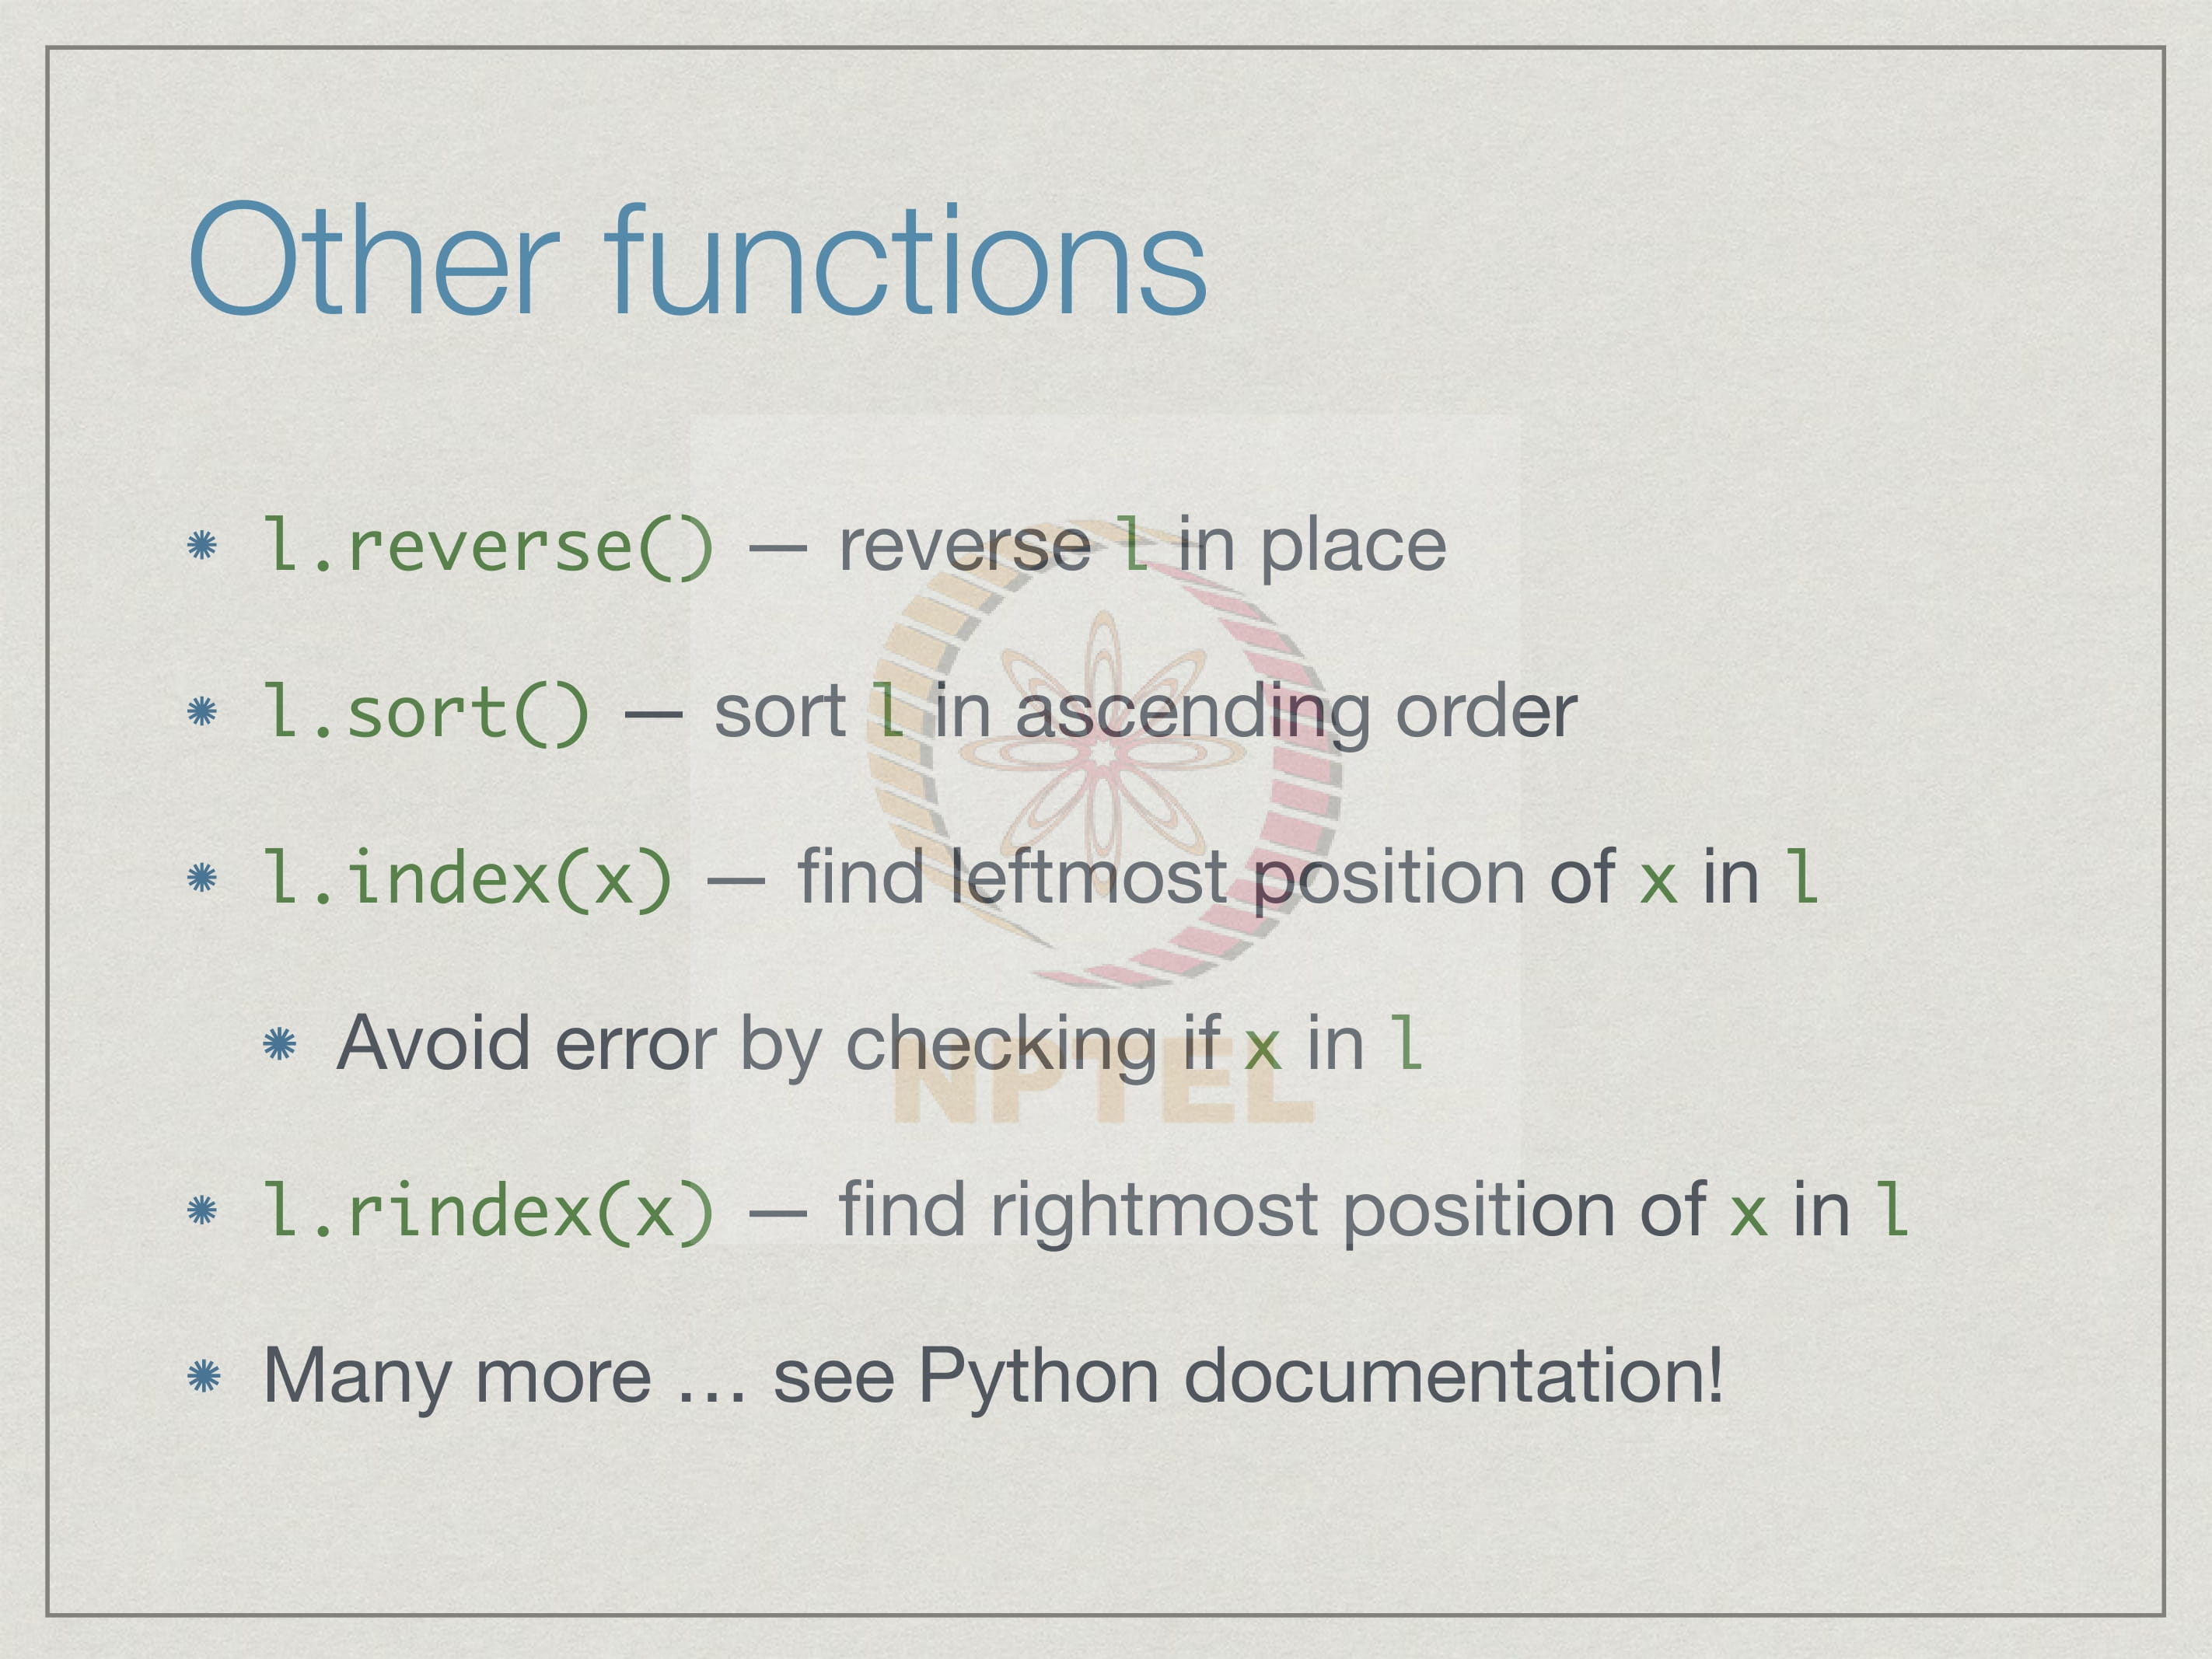 Other functions
l.reverse() — reverse l in place
l.sort() — sort l in ascending order
l.index(x) — find leftmost position of x in l
Avoid error by checking if x in l
NPTEL
l.rindex(x) — find rightmost position of x in l
Many more … see Python documentation!